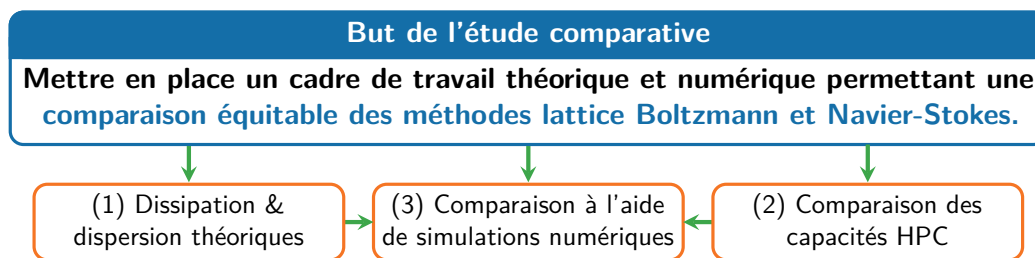 But de l'étude comparative
Mettre en place un cadre de travail théorique et numérique permettant une
comparaison équitable des méthodes lattice Boltzmann et Navier-Stokes.
(1) Dissipation &
dispersion théoriques
(3) Comparaison à l'aide
de simulations numériques
(2) Comparaison des
capacités HPC